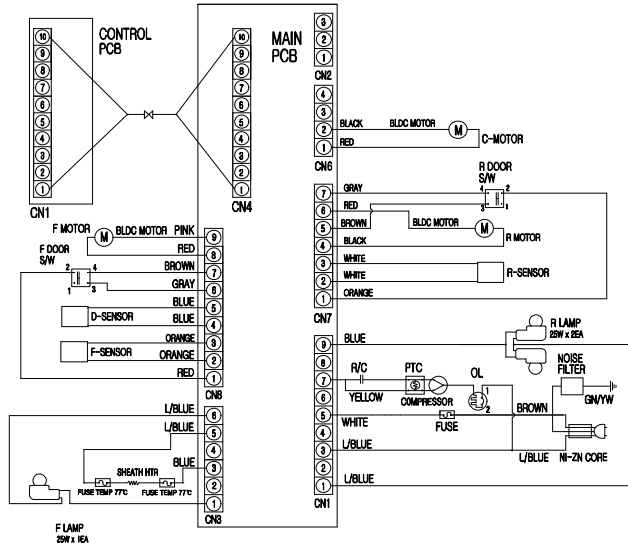 CONTROL
PCB
10
9
8
7
6
5
4
3
2
1
CN1
MAIN
PCB
10
9
8
7
6
5
4
3
2
1
CN4
3
2
1
CN2
4
3
2
1
CN6
BLACK BLDC MOTOR M
RED
C-MOTOR
R DOOR
S/W
4 2
3 1
7 GRAY
6 RED
5 BROWN BLDC MOTOR M
4 BLACK R MOTOR
3 WHITE
2 WHITE R-SENSOR
1 ORANGE
CN7
F MOTOR M BLDC MOTOR PINK 9
RED 8
F DOOR
S/W
2 4
1 3
BROWN 7
GRAY 6
D-SENSOR BLUE 5
BLUE 4
F-SENSOR ORANGE 3
ORANGE 2
RED 1
CN8
L/BLUE 6
L/BLUE 5
4
BLUE 3
2
1
CN3
SHEATH HTR
FUSE TEMP 77°C FUSE TEMP 77°C
F LAMP
25W x 1EA
9 BLUE
8
7
6
5
4
3
2
1
CN1
R LAMP
25W x 2EA
R/C PTC OL
YELLOW COMPRESSOR
1
2
NOISE
FILTER
GN/YW
WHITE FUSE BROWN
L/BLUE
L/BLUE NI-ZN CORE
L/BLUE